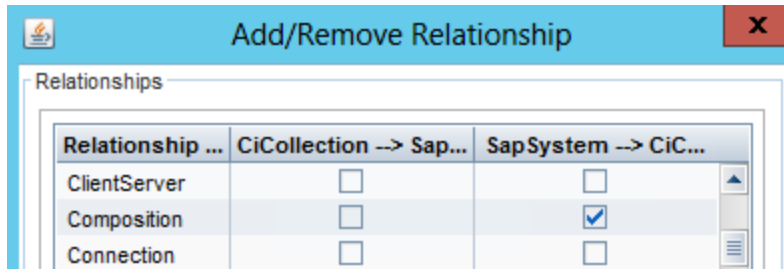 Add/Remove Relationship x
Relationships
Relationship ... CiCollection --> Sap... SapSystem --> CiC...
ClientServer
Composition
Connection